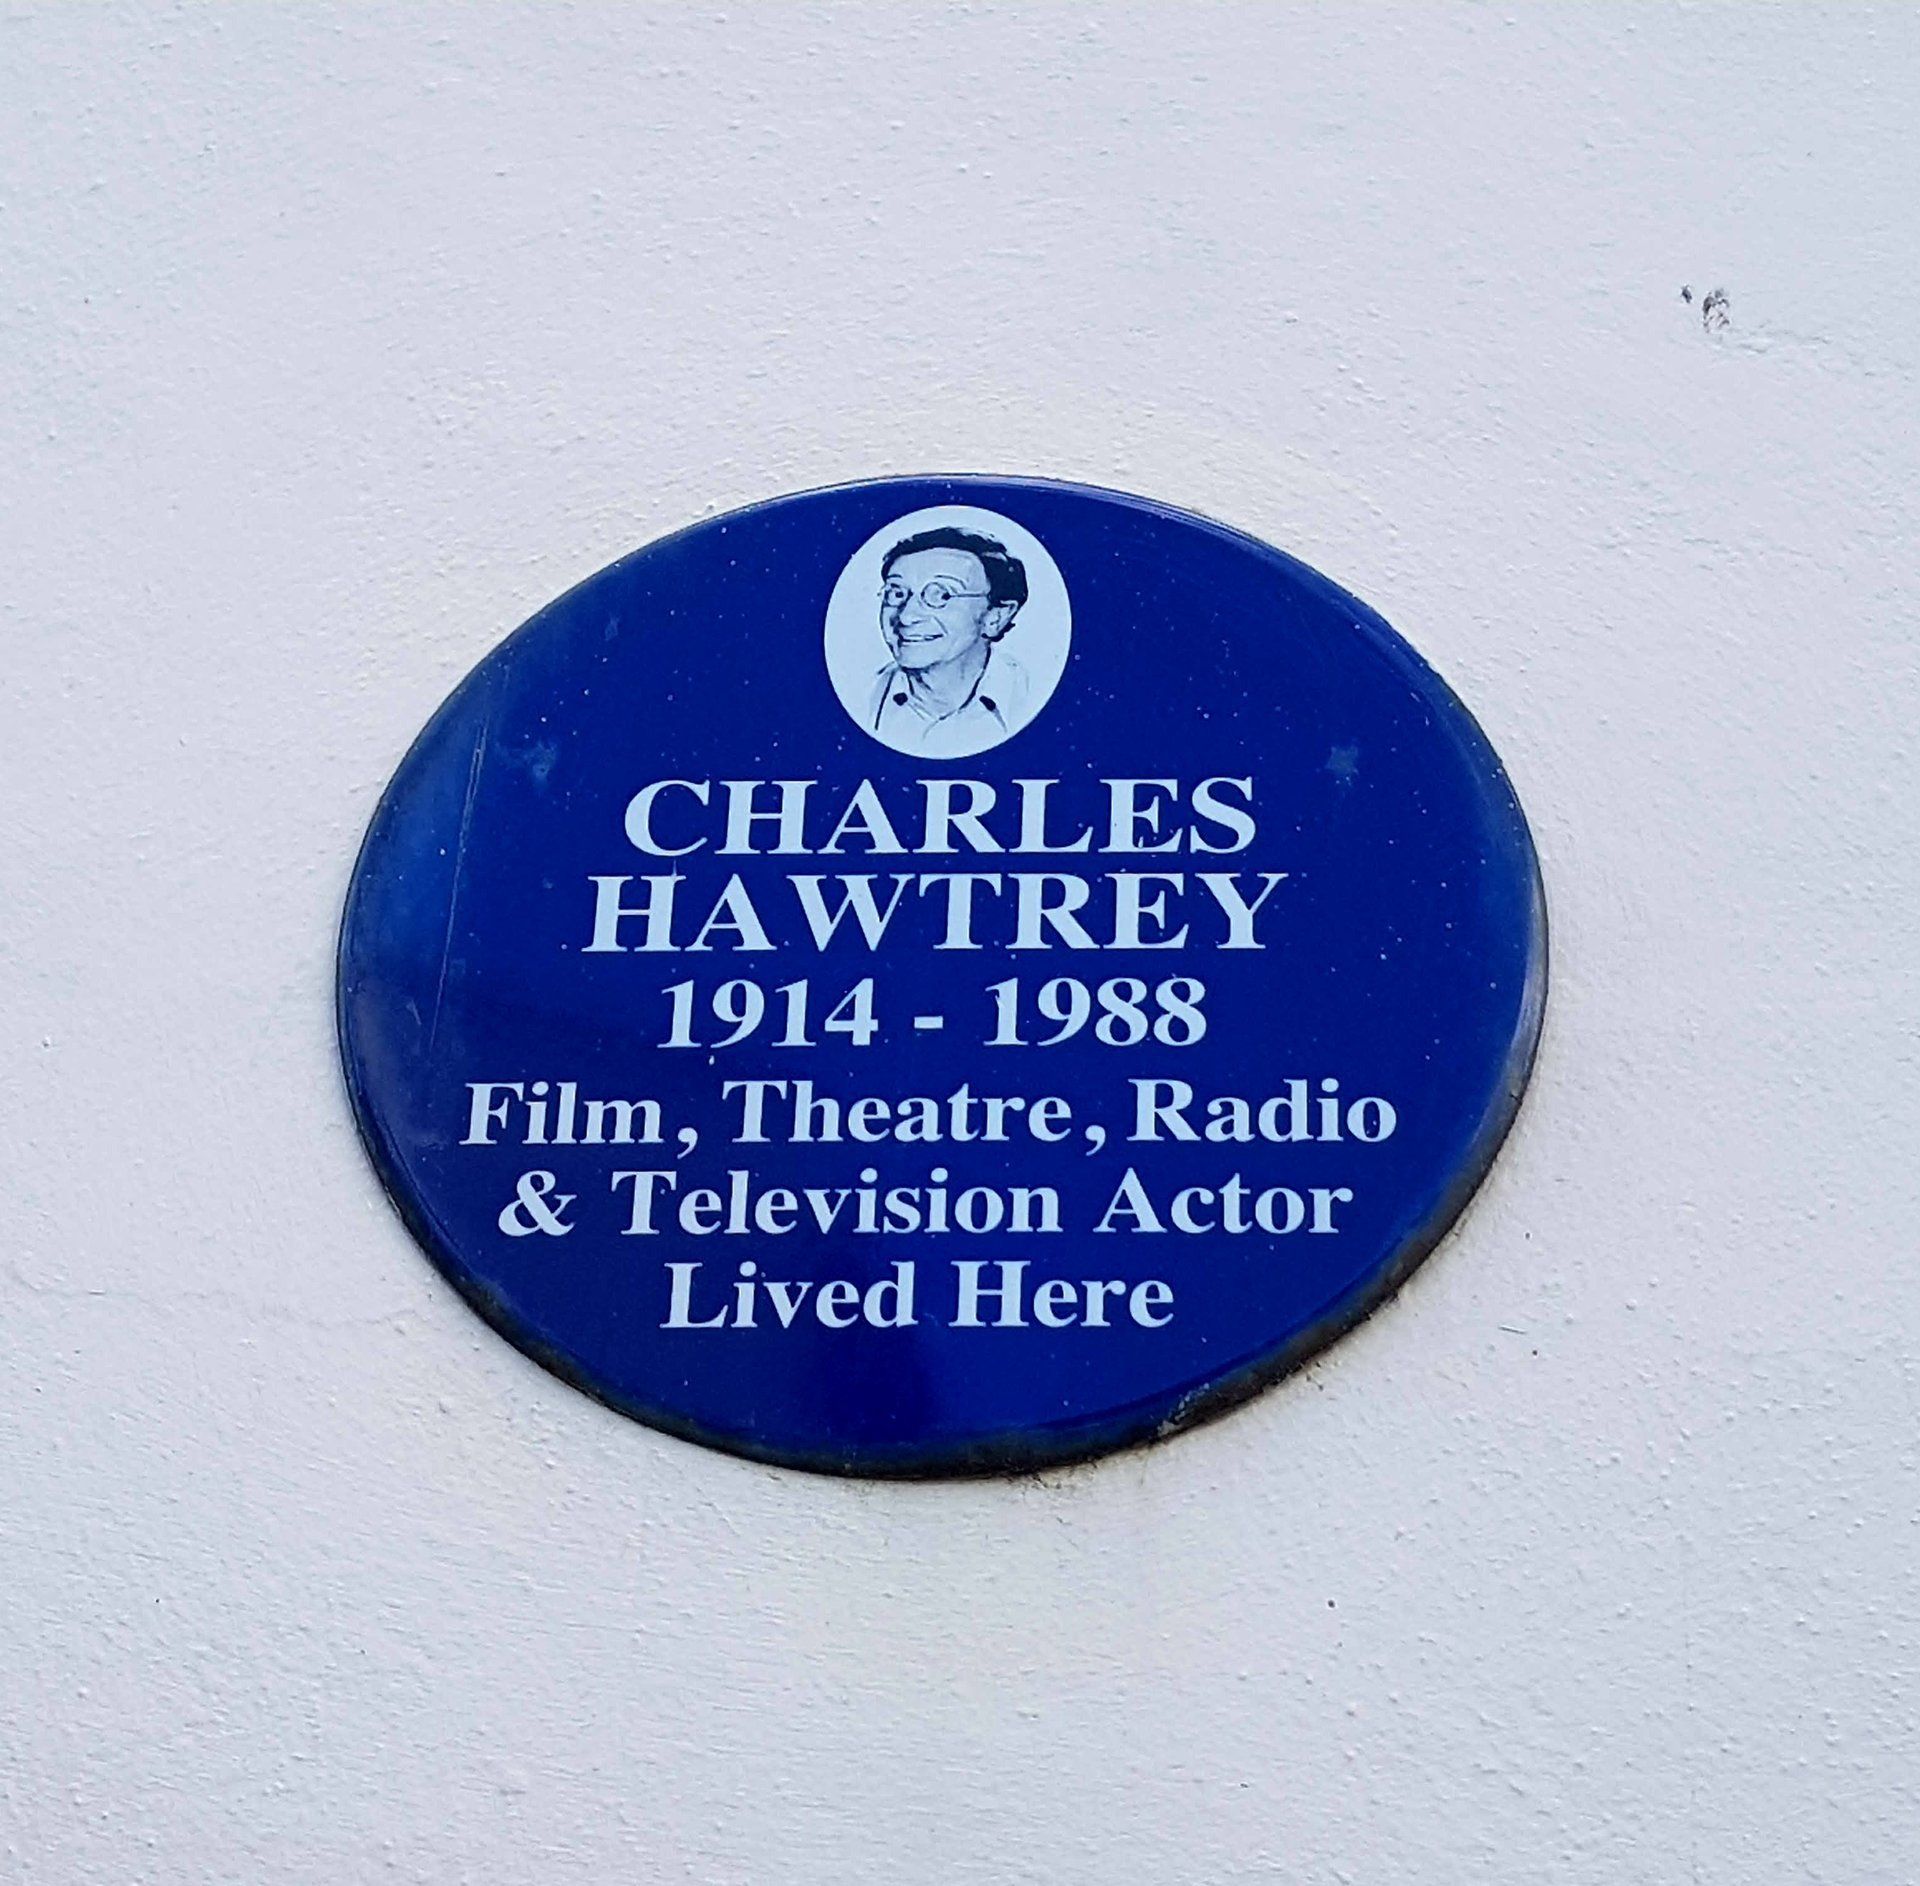 CHARLES
HAWTREY
1914 - 1988
Film, Theatre, Radio
& Television Actor
Lived Here